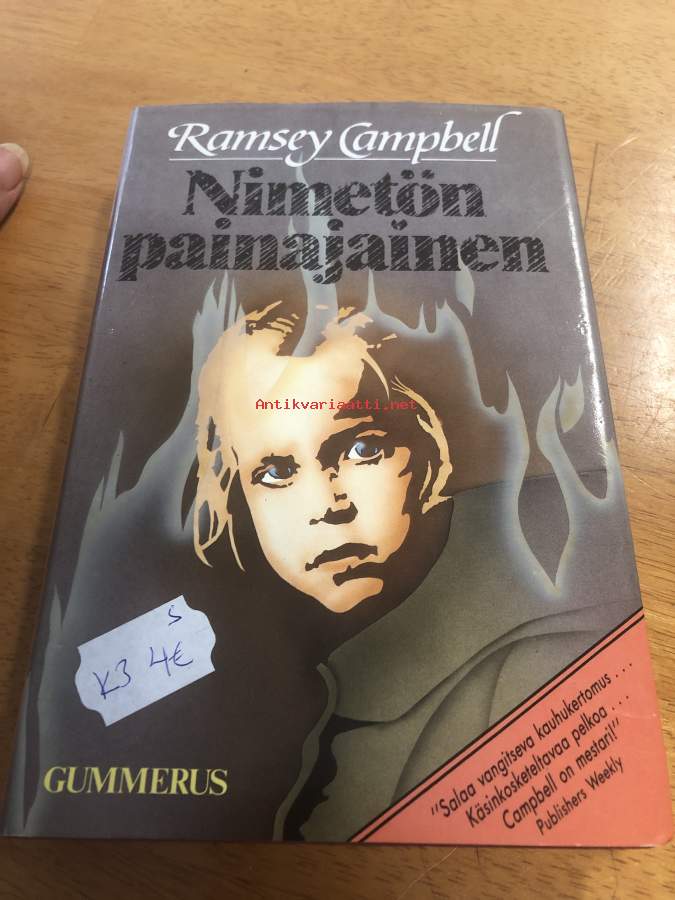 Ramsey Campbell
Nimetön
painajainen
Antikvariaatti.net
S
K3 4€
GUMMERUS
"Salaa vangitseva kauhukertomus . . .
Käsinkosketeltavaa pelkoa . . .
Campbell on mestari!"
Publishers Weekly